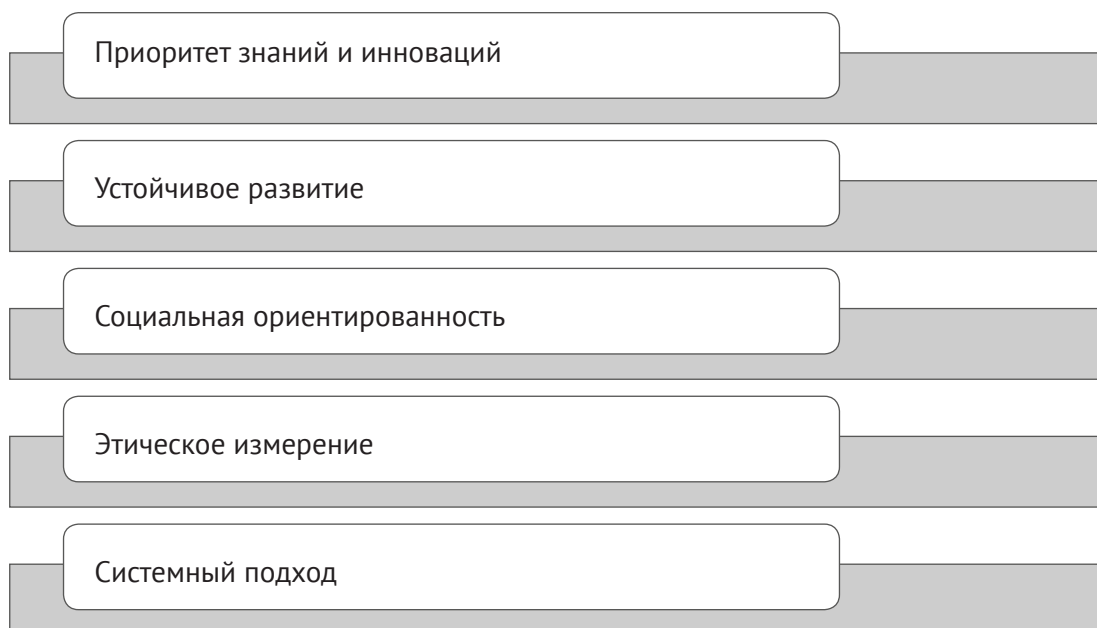 Приоритет знаний и инноваций
Устойчивое развитие
Социальная ориентированность
Этическое измерение
Системный подход